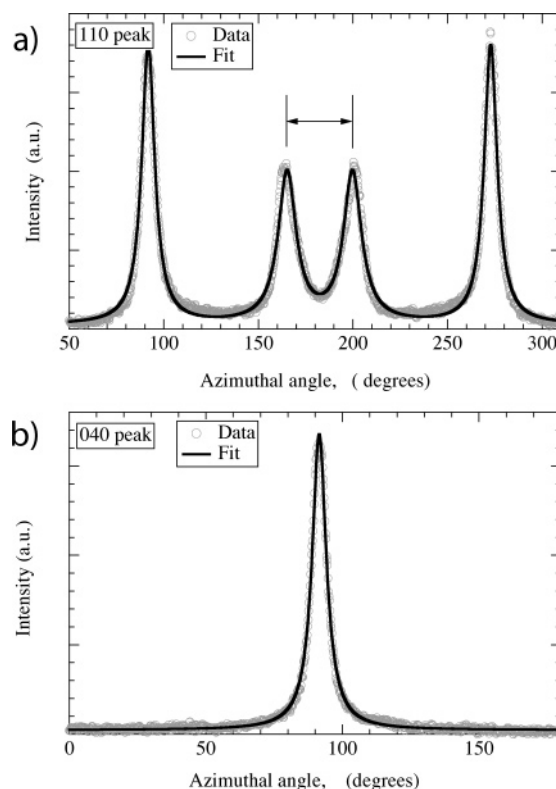 a)
110 peak
Data
Fit
Intensity (a.u.)
50 100 150 200 250 300
Azimuthal angle, ( degrees)
b)
040 peak
Data
Fit
Intensity (a.u.)
0 50 100 150
Azimuthal angle, (degrees)